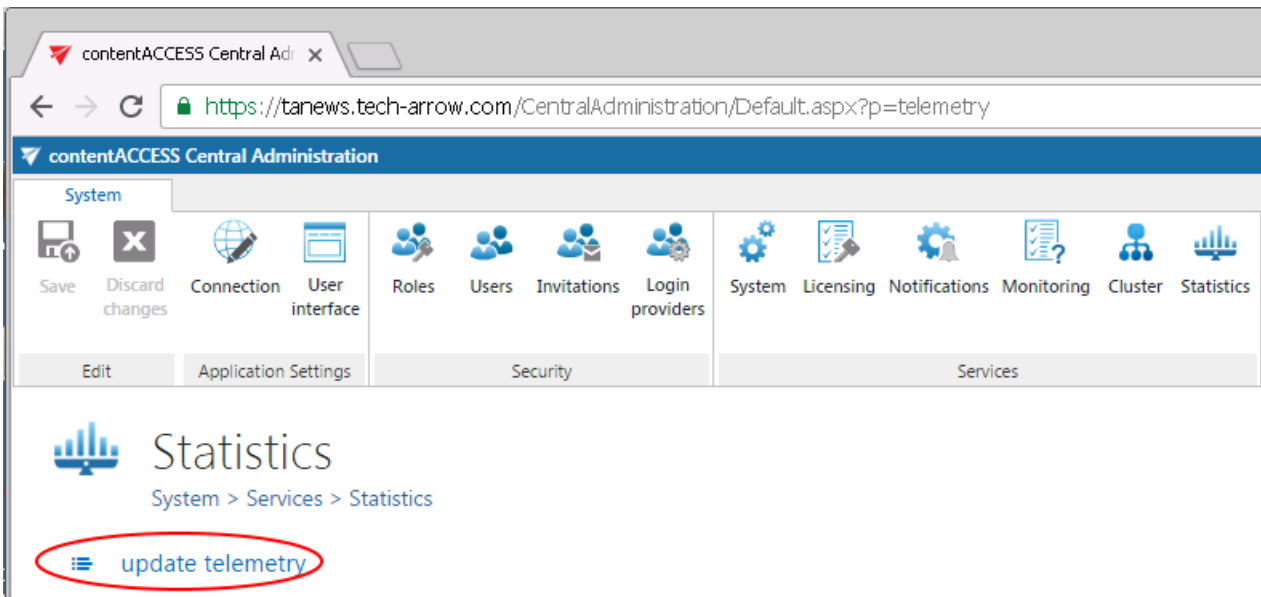 contentACCESS Central Adr
https://tanews.tech-arrow.com/CentralAdministration/Default.aspx?p=telemetry
contentACCESS Central Administration
System
Save Discard changes Connection User interface Roles Users Invitations Login providers System Licensing Notifications Monitoring Cluster Statistics
Edit Application Settings Security Services
Statistics
System > Services > Statistics
update telemetry